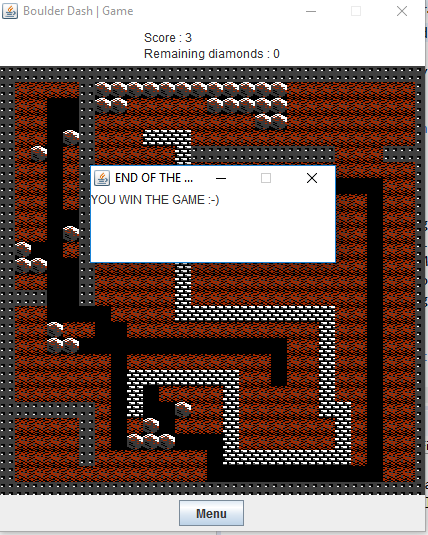 Boulder Dash | Game
Score : 3
Remaining diamonds : 0
END OF THE ...
YOU WIN THE GAME :-)
Menu